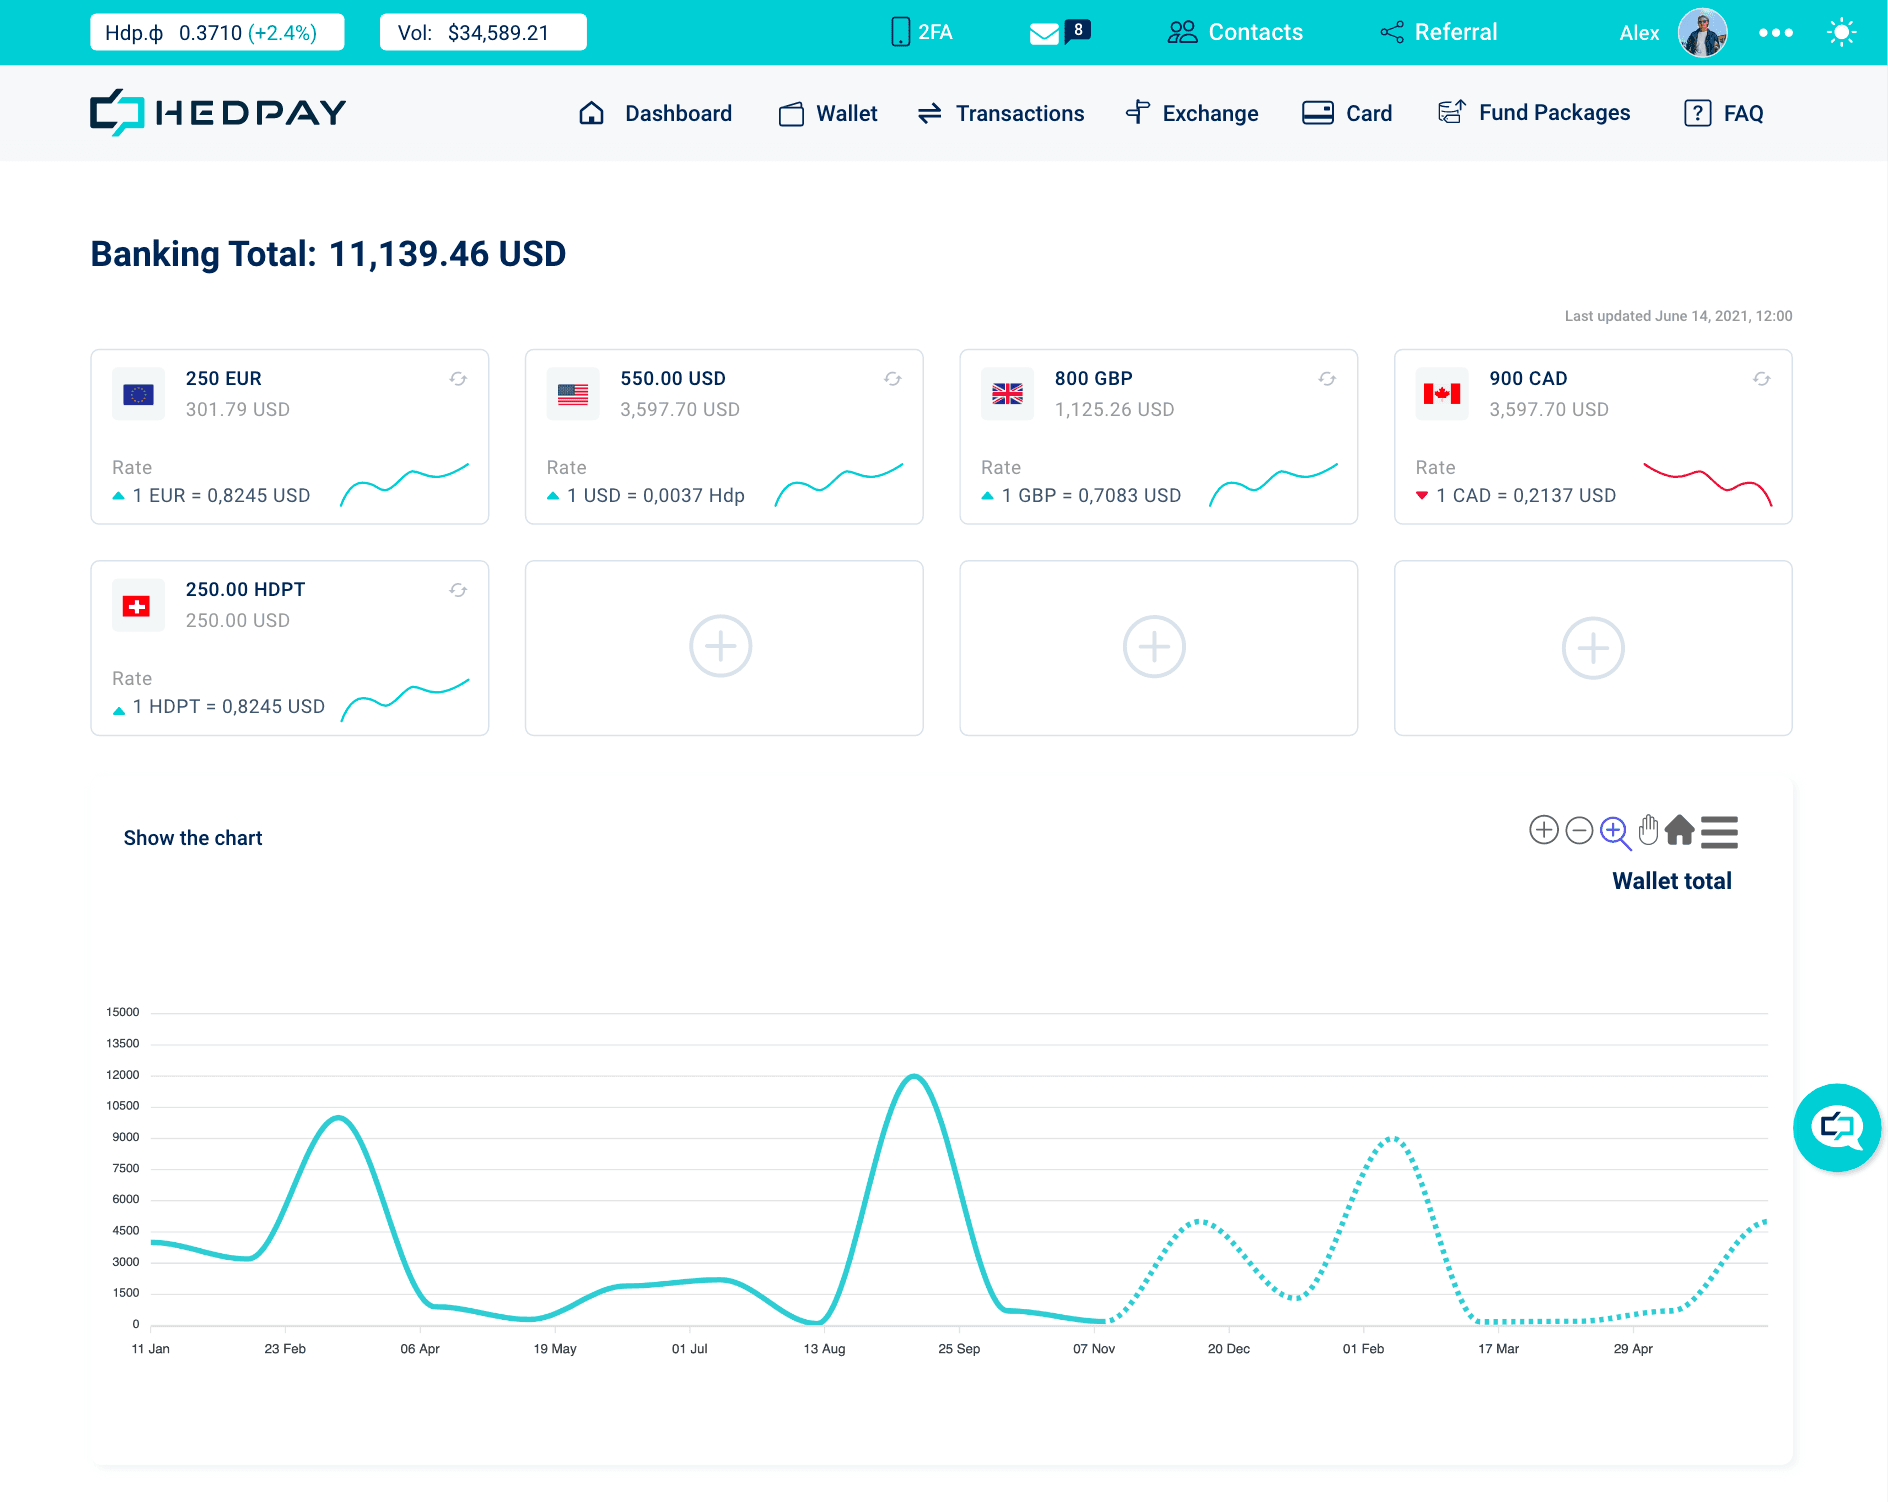 Hdp.ф 0.3710 (+2.4%)
Vol: $34,589.21
2FA
8
Contacts
Referral
Alex
HEDPAY
Dashboard
Wallet
Transactions
Exchange
Card
Fund Packages
? FAQ
Banking Total: 11,139.46 USD
Last updated June 14, 2021, 12:00
250 EUR
301.79 USD
Rate
1 EUR = 0,8245 USD
550.00 USD
3,597.70 USD
Rate
1 USD = 0,0037 Hdp
800 GBP
1,125.26 USD
Rate
1 GBP = 0,7083 USD
900 CAD
3,597.70 USD
Rate
1 CAD = 0,2137 USD
250.00 HDPT
250.00 USD
Rate
1 HDPT = 0,8245 USD
Show the chart
Wallet total
15000
13500
12000
10500
9000
7500
6000
4500
3000
1500
0
11 Jan
23 Feb
06 Apr
19 May
01 Jul
13 Aug
25 Sep
07 Nov
20 Dec
01 Feb
17 Mar
29 Apr